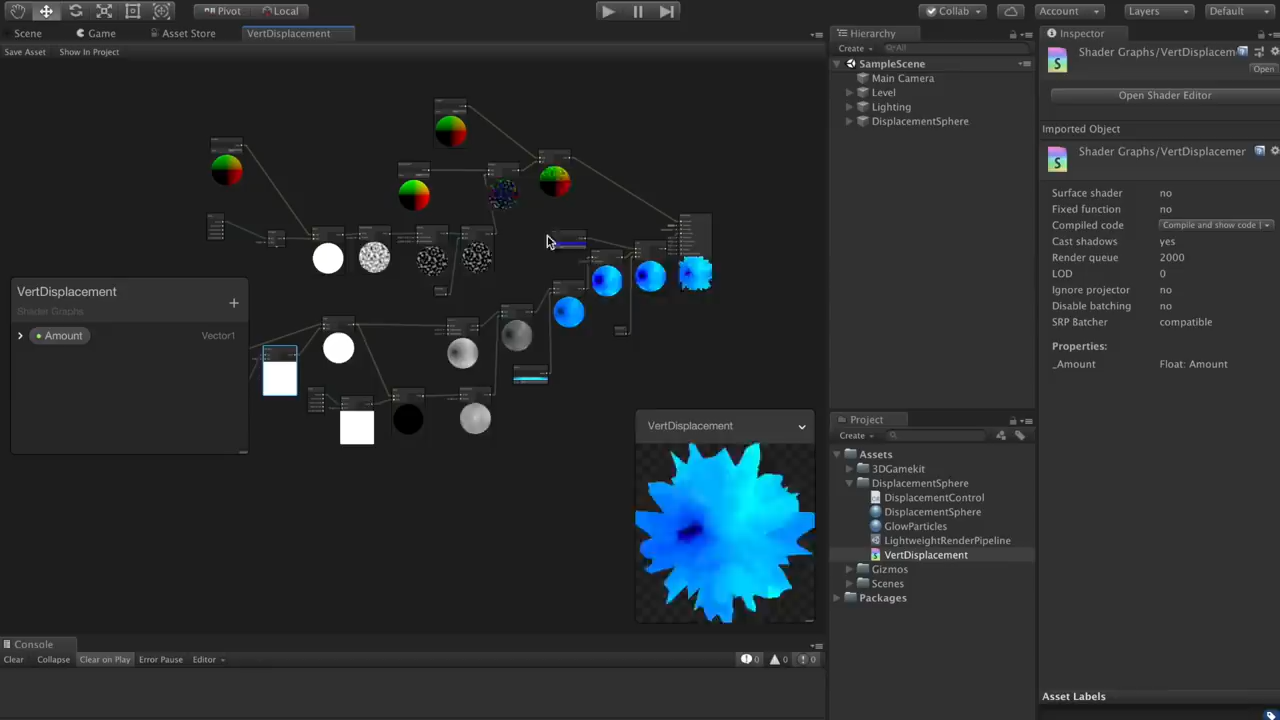 Pivot Local Collab Account Layers Default
Scene Game Asset Store VertDisplacement
Save Asset Show In Project
VertDisplacement
Shader Graphs
Amount Vector1
VertDisplacement
Console
Clear Collapse Clear on Play Error Pause Editor 0 0 0
Hierarchy
Create All
SampleScene
Main Camera
Level
Lighting
DisplacementSphere
Project
Create
Assets
3DGamekit
DisplacementSphere
DisplacementControl
DisplacementSphere
GlowParticles
LightweightRenderPipeline
VertDisplacement
Gizmos
Scenes
Packages
Inspector
Shader Graphs/VertDisplacem
Open
Open Shader Editor
Imported Object
Shader Graphs/VertDisplacemer
Surface shader no
Fixed function no
Compiled code Compile and show code
Cast shadows yes
Render queue 2000
LOD 0
Ignore projector no
Disable batching no
SRP Batcher compatible
Properties:
_Amount Float: Amount
Asset Labels